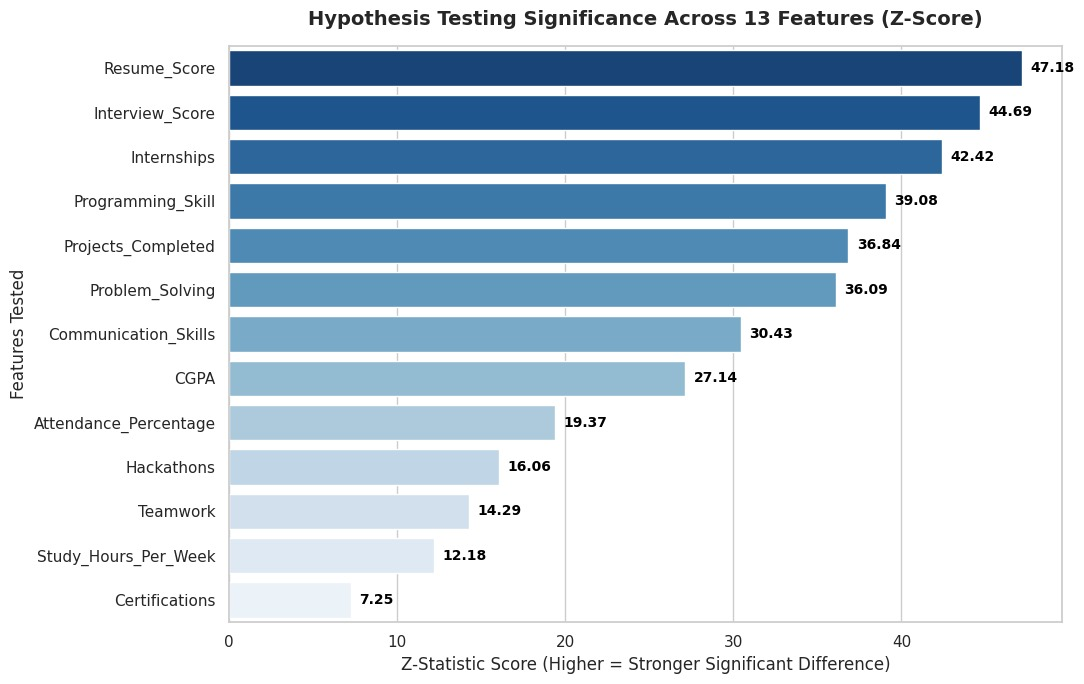 Hypothesis Testing Significance Across 13 Features (Z-Score)
Features Tested
Resume_Score 47.18
Interview_Score 44.69
Internships 42.42
Programming_Skill 39.08
Projects_Completed 36.84
Problem_Solving 36.09
Communication_Skills 30.43
CGPA 27.14
Attendance_Percentage 19.37
Hackathons 16.06
Teamwork 14.29
Study_Hours_Per_Week 12.18
Certifications 7.25
0 10 20 30 40
Z-Statistic Score (Higher = Stronger Significant Difference)